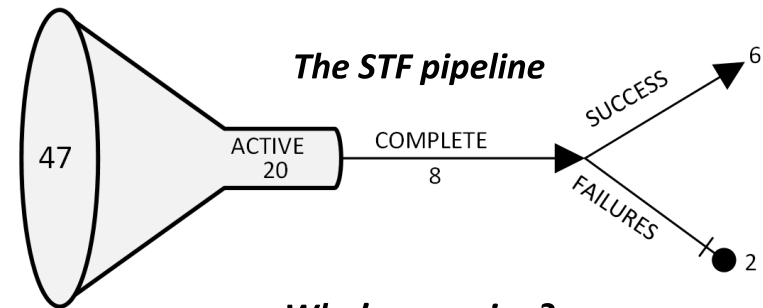 The STF pipeline
47
ACTIVE
20
COMPLETE
8
SUCCESS
6
FAILURES
2